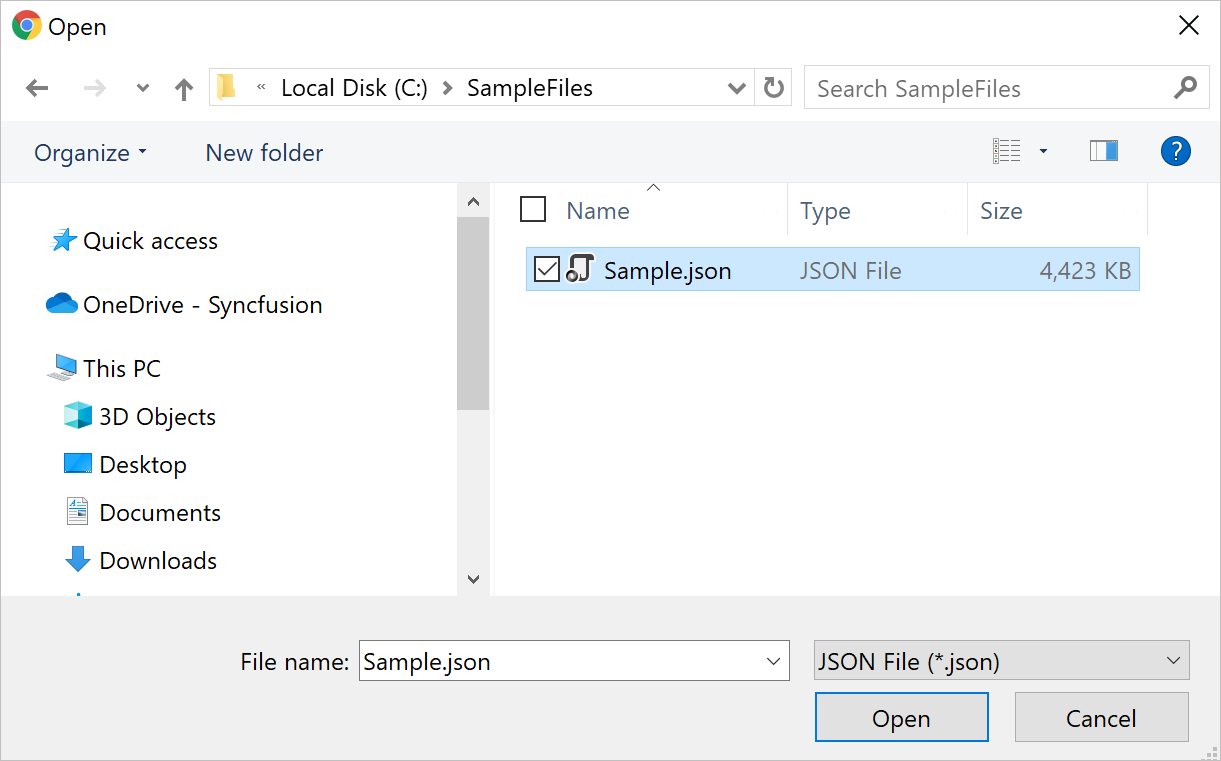 Open
« Local Disk (C:) > SampleFiles
Search SampleFiles
Organize
New folder
?
Name Type Size
Quick access
OneDrive - Syncfusion
This PC
3D Objects
Desktop
Documents
Downloads
Sample.json JSON File 4,423 KB
File name: Sample.json JSON File (*.json)
Open Cancel